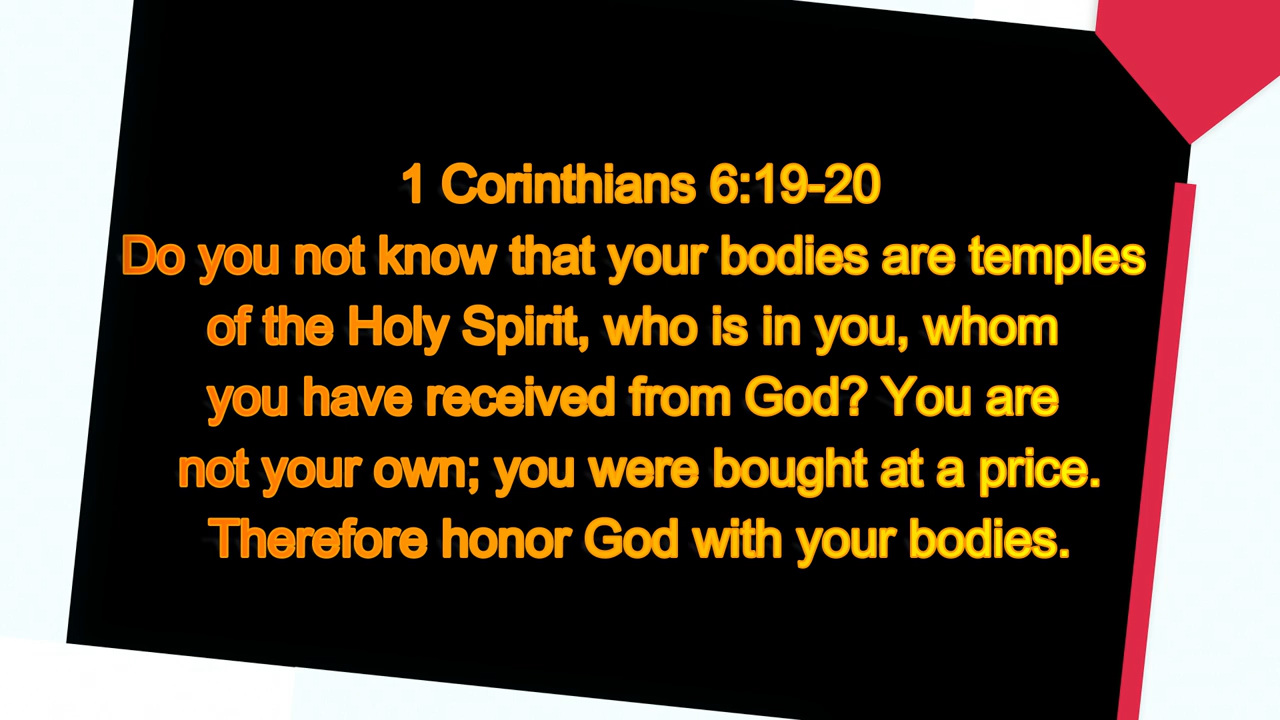 1 Corinthians 6:19-20
Do you not know that your bodies are temples
of the Holy Spirit, who is in you, whom
you have received from God? You are
not your own; you were bought at a price.
Therefore honor God with your bodies.